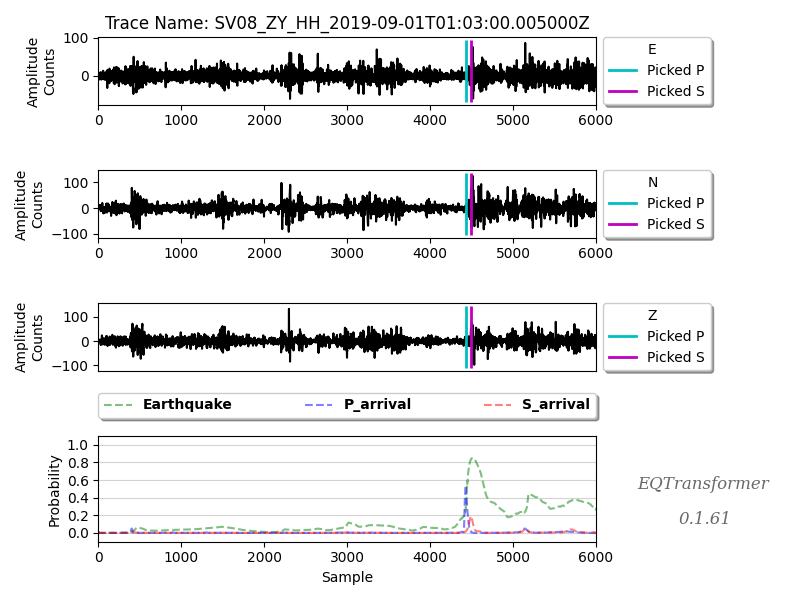 Trace Name: SV08_ZY_HH_2019-09-01T01:03:00.005000Z
Amplitude
Counts
100
0
0 1000 2000 3000 4000 5000 6000
E
Picked P
Picked S
Amplitude
Counts
100
0
−100
0 1000 2000 3000 4000 5000 6000
N
Picked P
Picked S
Amplitude
Counts
100
0
−100
0 1000 2000 3000 4000 5000 6000
Z
Picked P
Picked S
Earthquake P_arrival S_arrival
Probability
1.0
0.8
0.6
0.4
0.2
0.0
0 1000 2000 3000 4000 5000 6000
Sample
EQTransformer
0.1.61